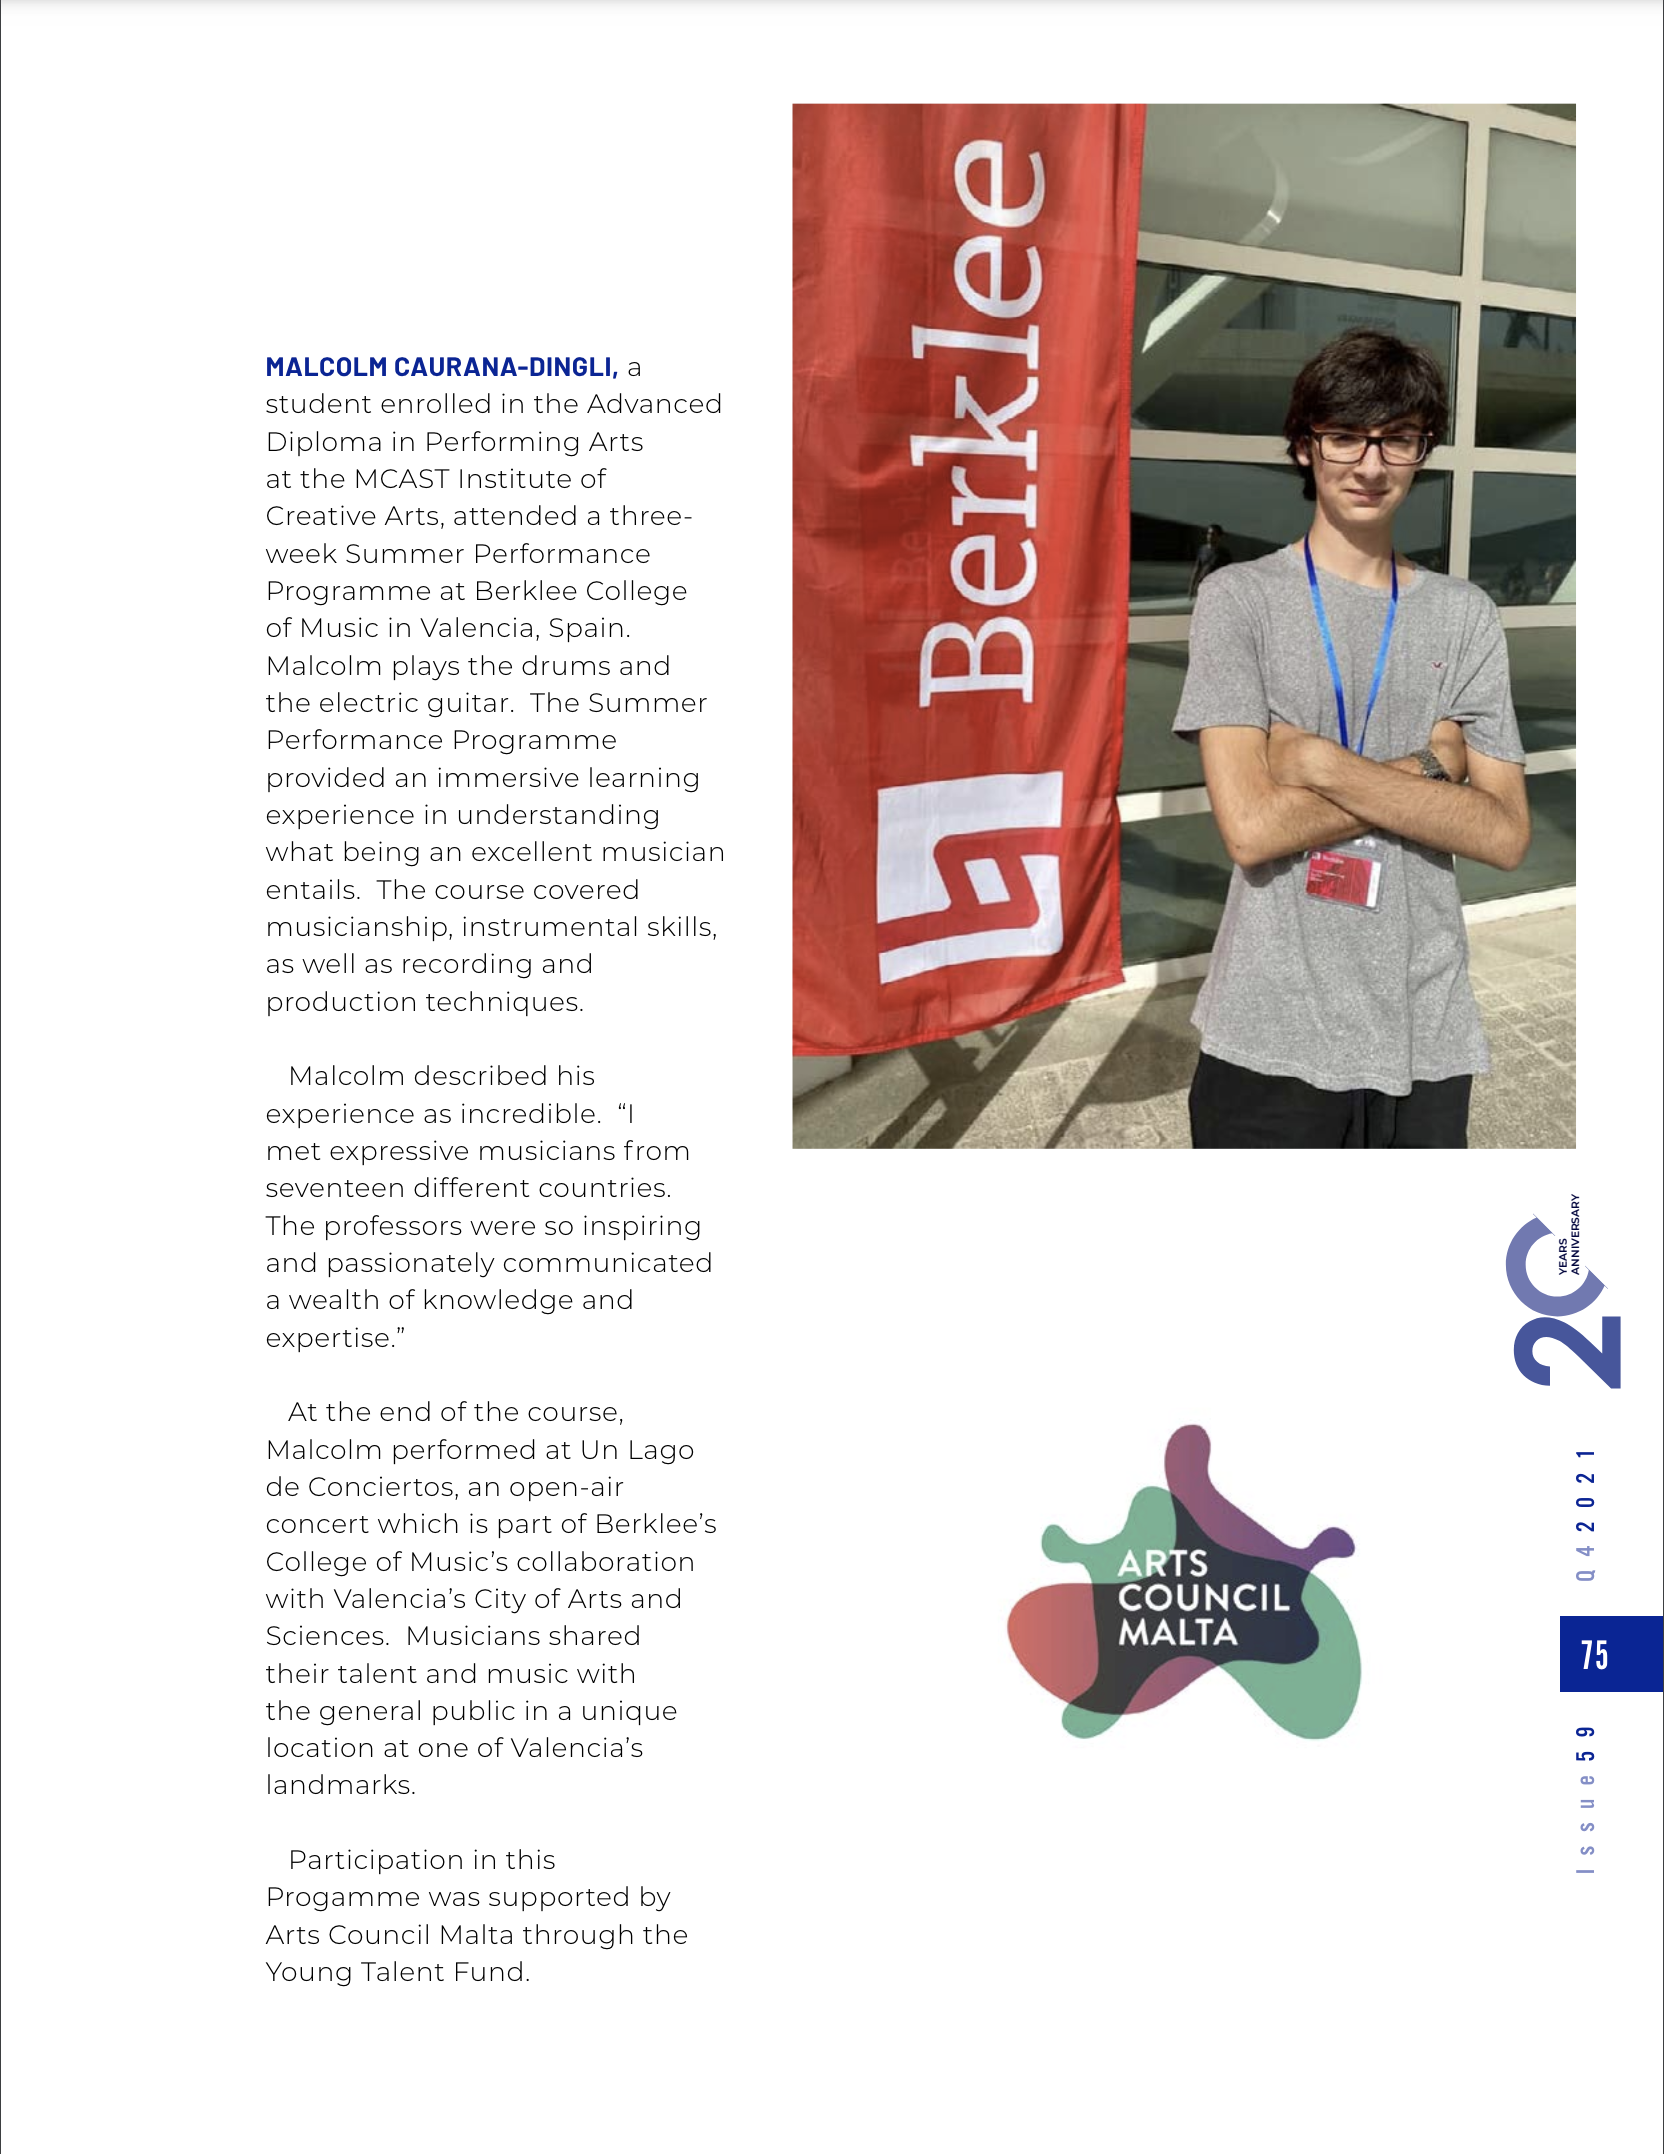 MALCOLM CAURANA-DINGLI, a
student enrolled in the Advanced
Diploma in Performing Arts
at the MCAST Institute of
Creative Arts, attended a three-
week Summer Performance
Programme at Berklee College
of Music in Valencia, Spain.
Malcolm plays the drums and
the electric guitar.  The Summer
Performance Programme
provided an immersive learning
experience in understanding
what being an excellent musician
entails.  The course covered
musicianship, instrumental skills,
as well as recording and
production techniques.
Malcolm described his
experience as incredible.  “I
met expressive musicians from
seventeen different countries.
The professors were so inspiring
and passionately communicated
a wealth of knowledge and
expertise.”
At the end of the course,
Malcolm performed at Un Lago
de Conciertos, an open-air
concert which is part of Berklee’s
College of Music’s collaboration
with Valencia’s City of Arts and
Sciences.  Musicians shared
their talent and music with
the general public in a unique
location at one of Valencia’s
landmarks.
Participation in this
Progamme was supported by
Arts Council Malta through the
Young Talent Fund.
Berklee
ARTS
COUNCIL
MALTA
20
YEARS
ANNIVERSARY
Q4 2021
75
Issue 59